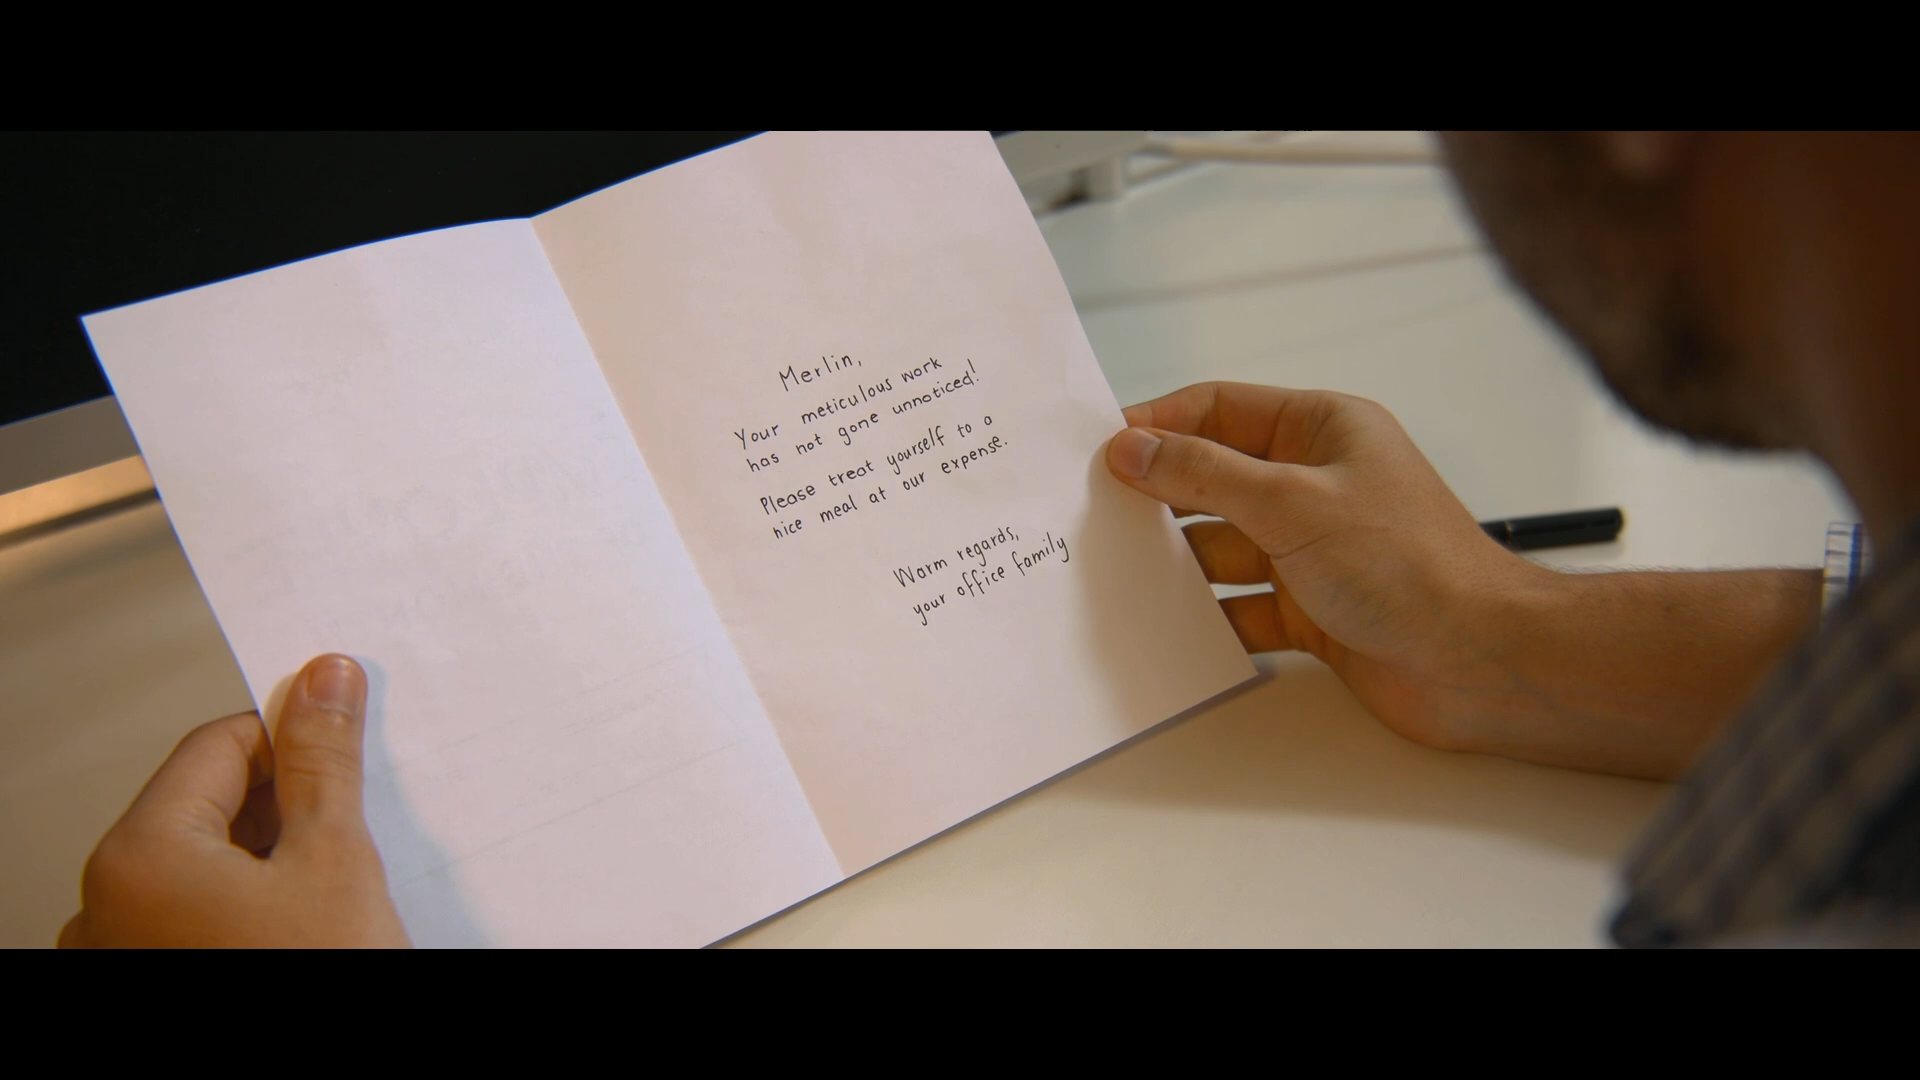 Merlin,
Your meticulous work
has not gone unnoticed!
Please treat yourself to a
nice meal at our expense.
Warm regards,
your office family